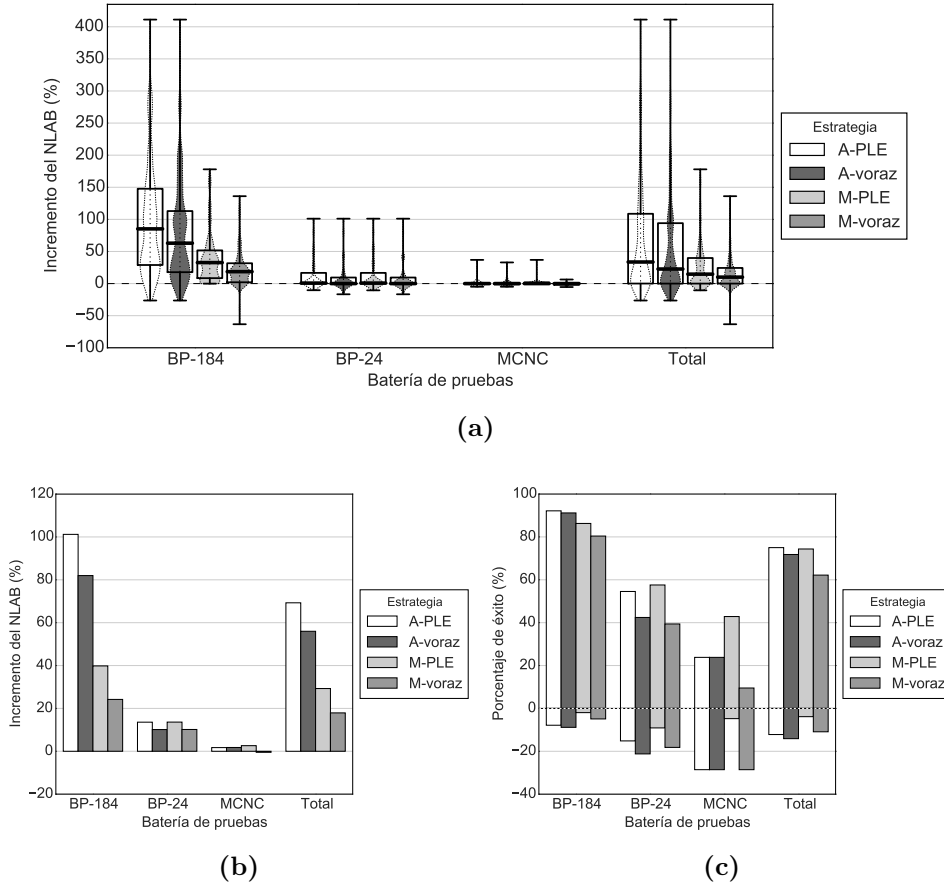 400
350
300
250
200
150
100
50
0
−50
−100
Incremento del NLAB (%)
BP-184 BP-24 MCNC Total
Batería de pruebas
Estrategia
A-PLE
A-voraz
M-PLE
M-voraz
(a)
120
100
80
60
40
20
0
−20
Incremento del NLAB (%)
BP-184 BP-24 MCNC Total
Batería de pruebas
Estrategia
A-PLE
A-voraz
M-PLE
M-voraz
(b)
100
80
60
40
20
0
−20
−40
Porcentaje de éxito (%)
BP-184 BP-24 MCNC Total
Batería de pruebas
Estrategia
A-PLE
A-voraz
M-PLE
M-voraz
(c)